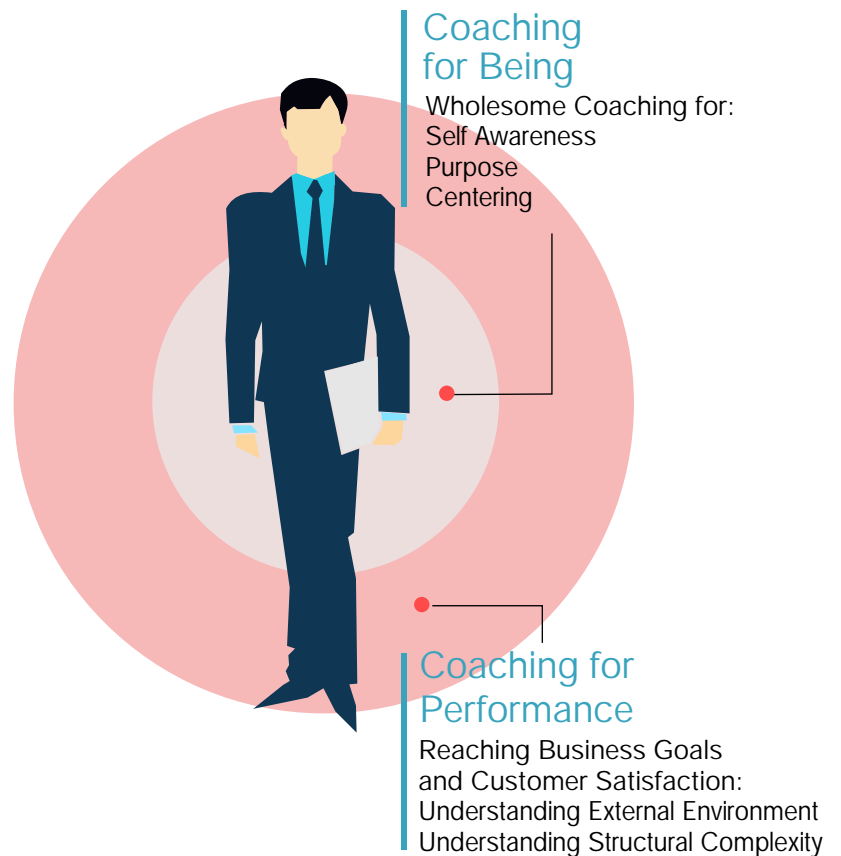 Coaching
for Being
Wholesome Coaching for:
Self Awareness
Purpose
Centering
Coaching for
Performance
Reaching Business Goals
and Customer Satisfaction:
Understanding External Environment
Understanding Structural Complexity